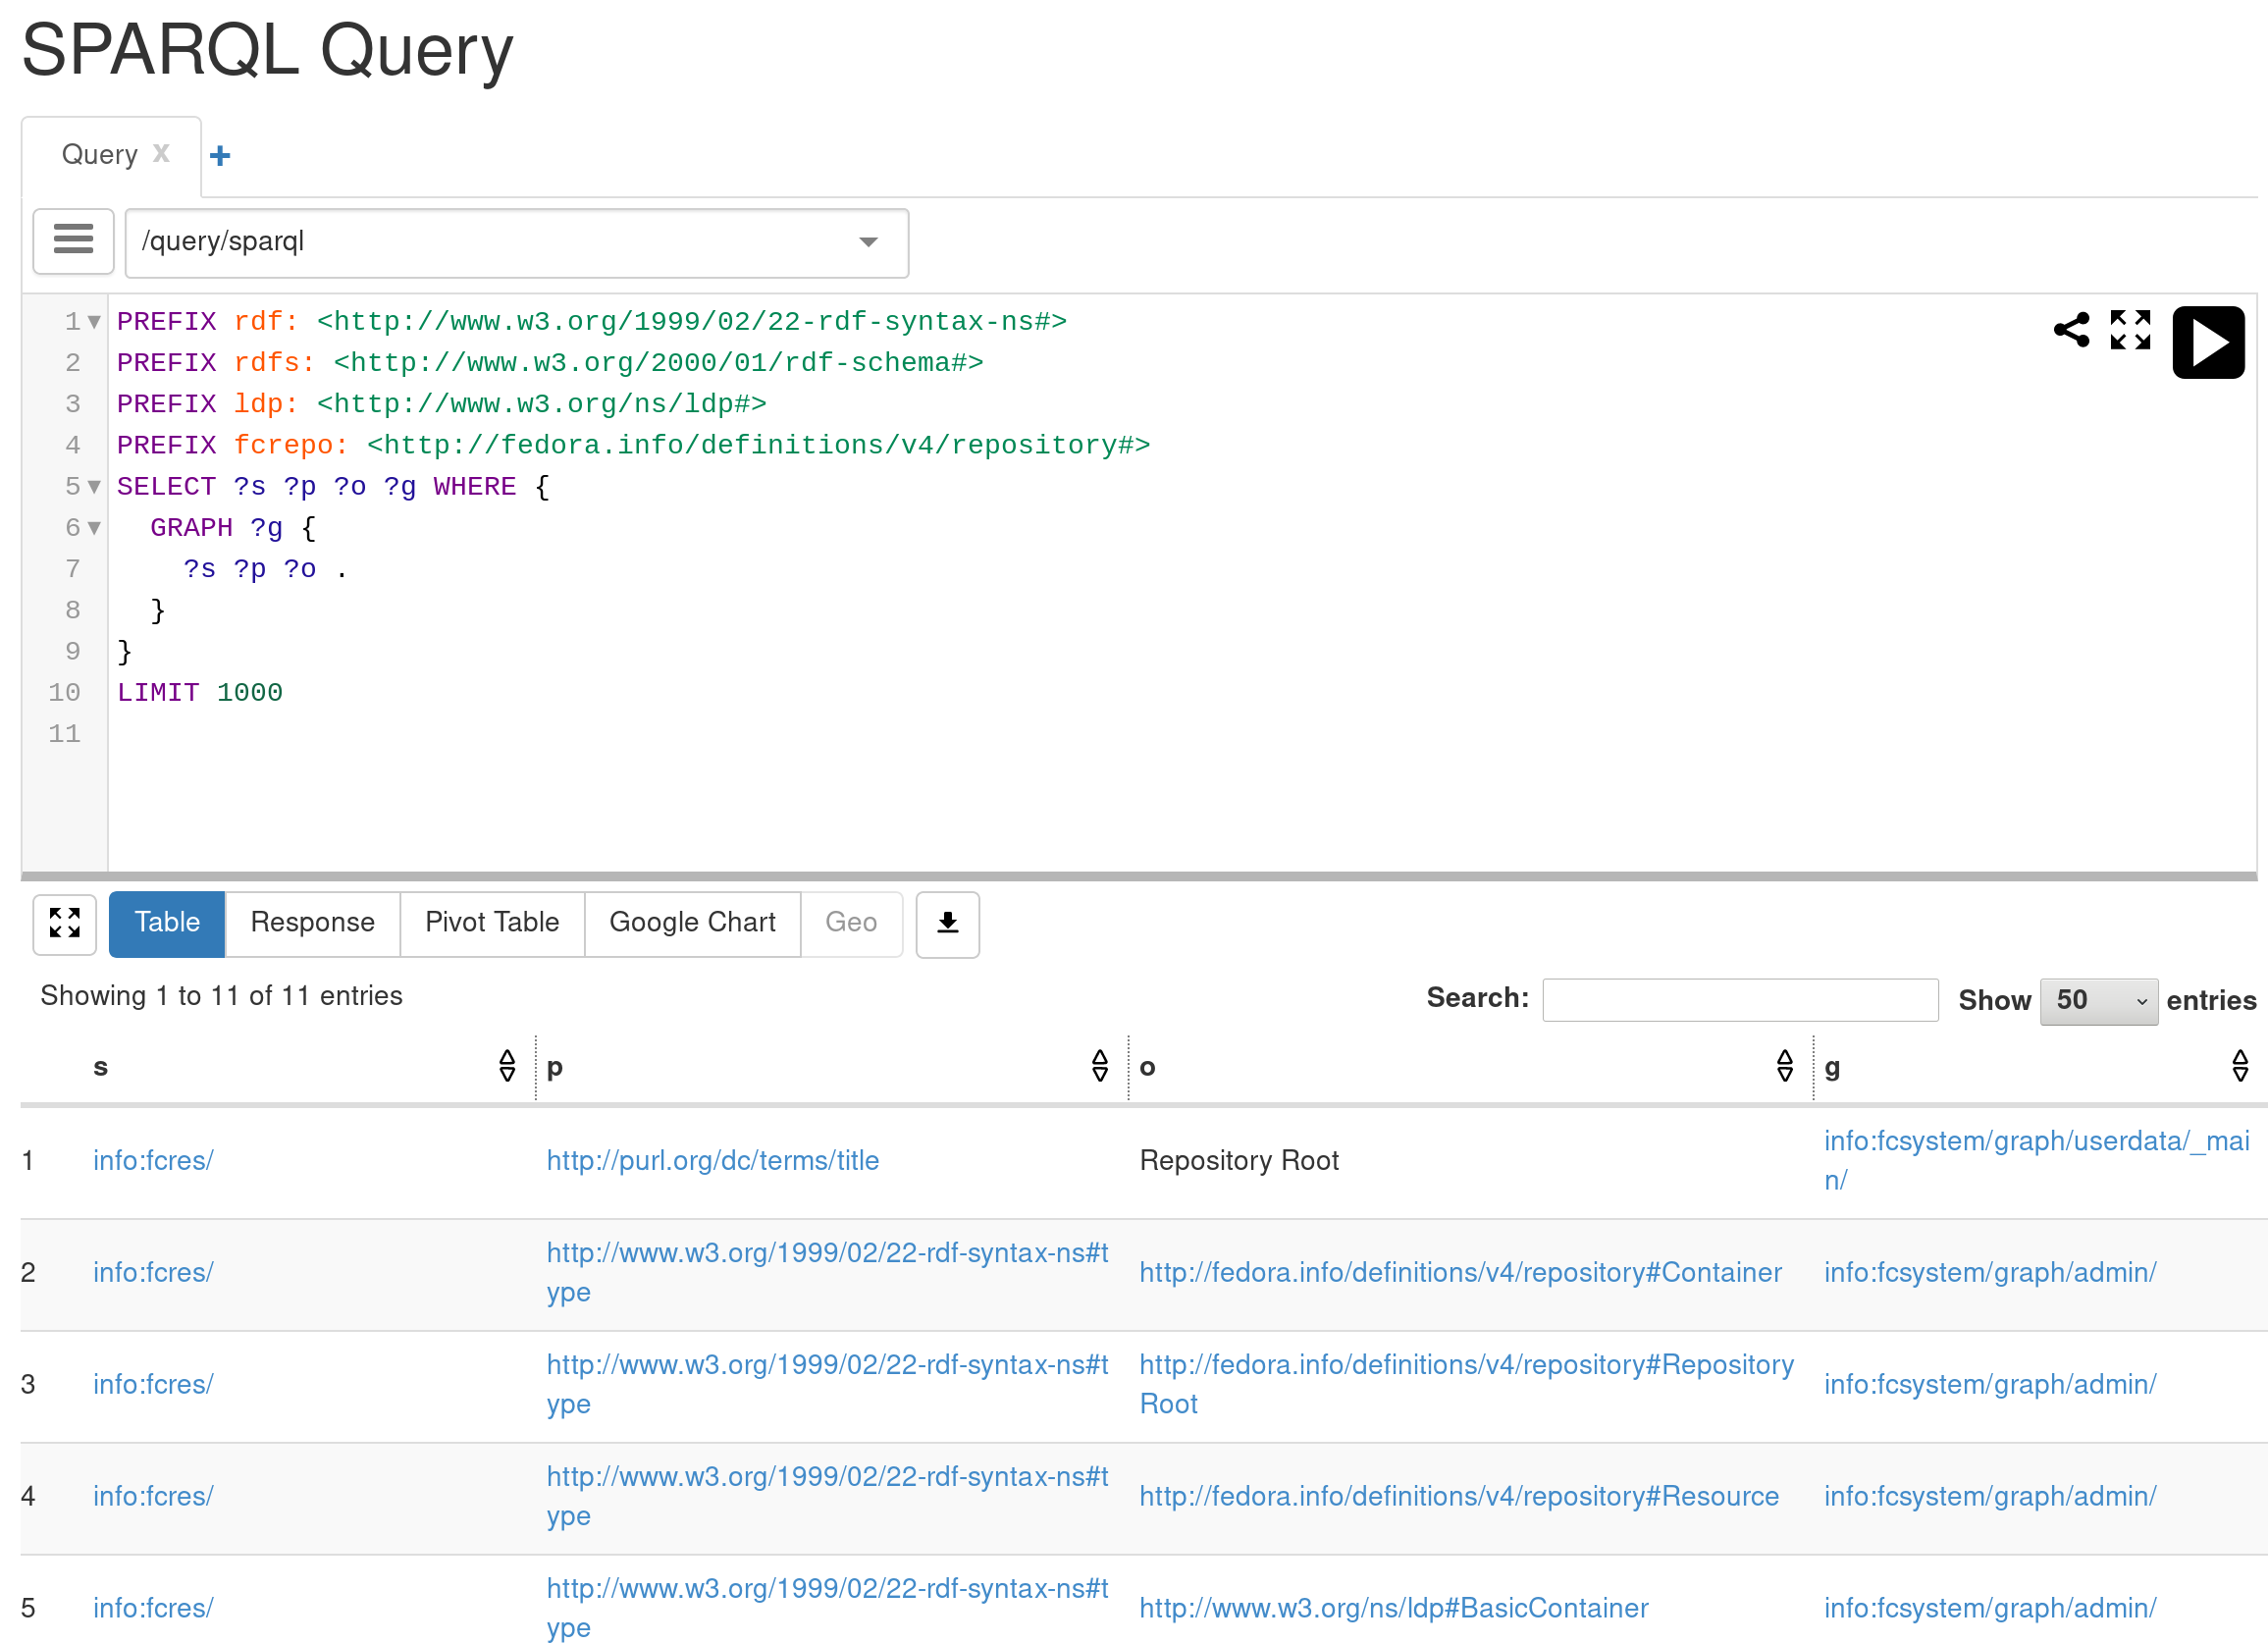 SPARQL Query
Query x +
/query/sparql
1 PREFIX rdf: <http://www.w3.org/1999/02/22-rdf-syntax-ns#>
2 PREFIX rdfs: <http://www.w3.org/2000/01/rdf-schema#>
3 PREFIX ldp: <http://www.w3.org/ns/ldp#>
4 PREFIX fcrepo: <http://fedora.info/definitions/v4/repository#>
5 SELECT ?s ?p ?o ?g WHERE {
6   GRAPH ?g {
7     ?s ?p ?o .
8   }
9 }
10 LIMIT 1000
11
Table Response Pivot Table Google Chart Geo
Showing 1 to 11 of 11 entries Search: Show 50 entries
s p o g
1 info:fcres/ http://purl.org/dc/terms/title Repository Root info:fcsystem/graph/userdata/_mai
n/
2 info:fcres/ http://www.w3.org/1999/02/22-rdf-syntax-ns#t http://fedora.info/definitions/v4/repository#Container info:fcsystem/graph/admin/
ype
3 info:fcres/ http://www.w3.org/1999/02/22-rdf-syntax-ns#t http://fedora.info/definitions/v4/repository#Repository info:fcsystem/graph/admin/
ype Root
4 info:fcres/ http://www.w3.org/1999/02/22-rdf-syntax-ns#t http://fedora.info/definitions/v4/repository#Resource info:fcsystem/graph/admin/
ype
5 info:fcres/ http://www.w3.org/1999/02/22-rdf-syntax-ns#t http://www.w3.org/ns/ldp#BasicContainer info:fcsystem/graph/admin/
ype